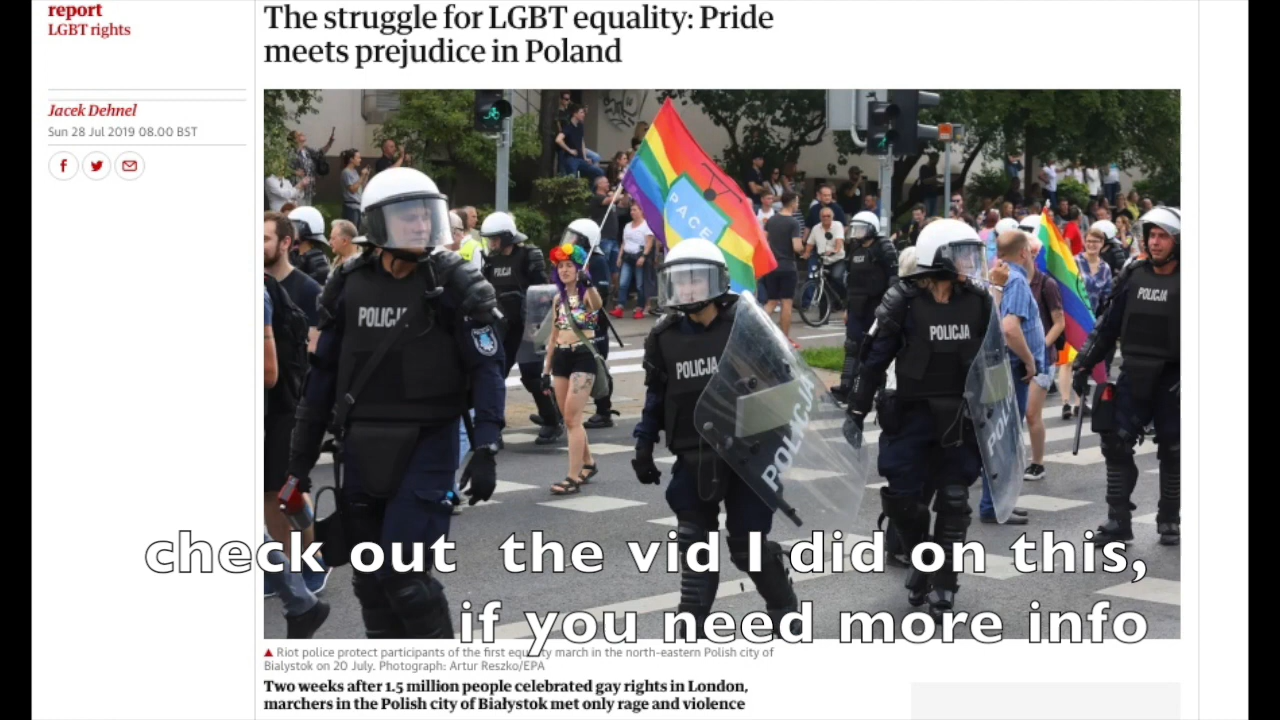 report
LGBT rights
The struggle for LGBT equality: Pride
meets prejudice in Poland
Jacek Dehnel
Sun 28 Jul 2019 08.00 BST
PACE
POLICJA
POLICJA
POLICJA
POLICJA
POLICJA
POLICJA
check out the vid I did on this,
if you need more info
Riot police protect participants of the first equality march in the north-eastern Polish city of
Bialystok on 20 July. Photograph: Artur Reszko/EPA
Two weeks after 1.5 million people celebrated gay rights in London,
marchers in the Polish city of Białystok met only rage and violence